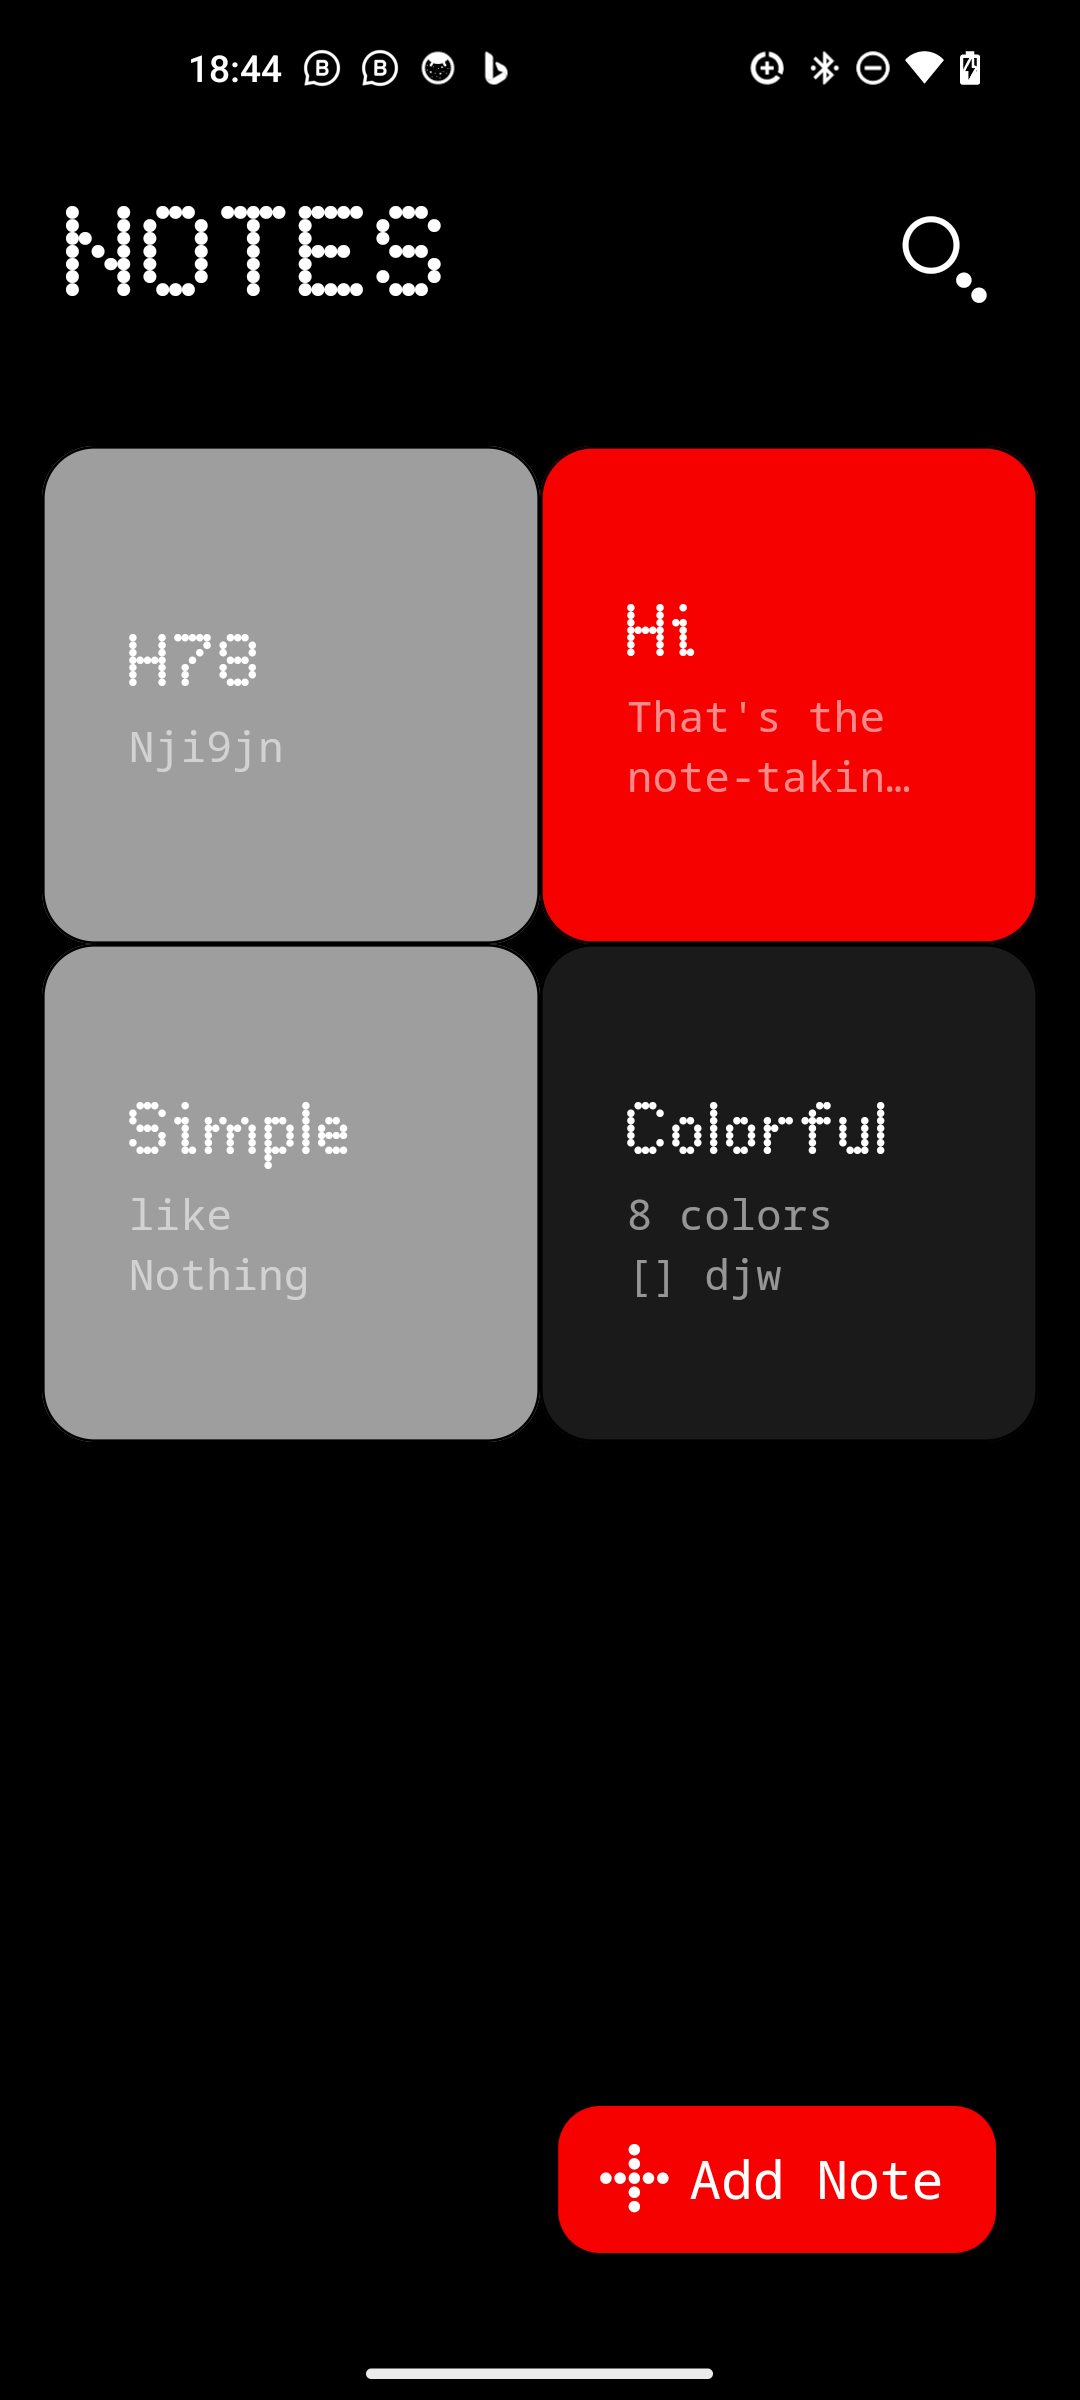 18:44
NOTES
H78
Nji9jn
Hi
That's the
note-takin…
Simple
like
Nothing
Colorful
8 colors
[] djw
Add Note